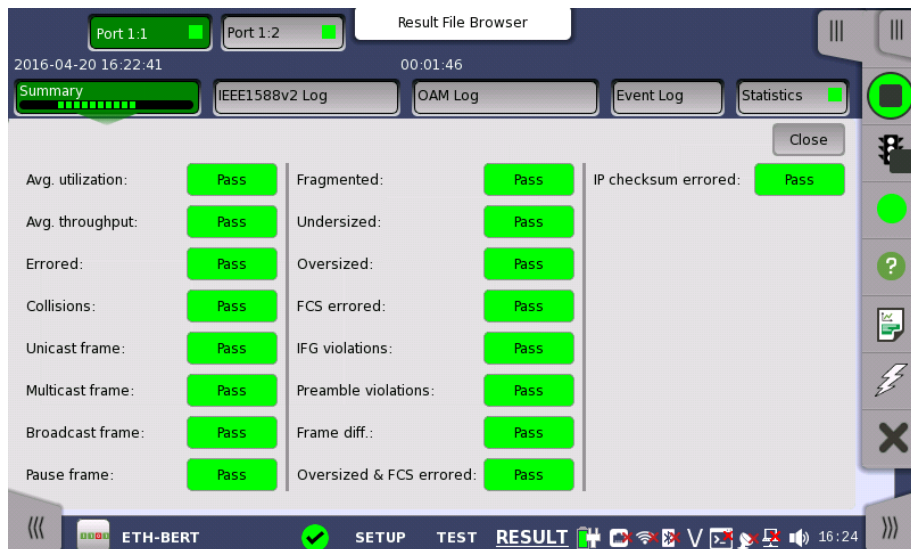 Port 1:1
Port 1:2
Result File Browser
2016-04-20 16:22:41
00:01:46
Summary
IEEE1588v2 Log
OAM Log
Event Log
Statistics
Close
Avg. utilization: Pass
Fragmented: Pass
IP checksum errored: Pass
Avg. throughput: Pass
Undersized: Pass
Errored: Pass
Oversized: Pass
Collisions: Pass
FCS errored: Pass
Unicast frame: Pass
IFG violations: Pass
Multicast frame: Pass
Preamble violations: Pass
Broadcast frame: Pass
Frame diff.: Pass
Pause frame: Pass
Oversized & FCS errored: Pass
ETH-BERT
SETUP
TEST
RESULT
V
16:24